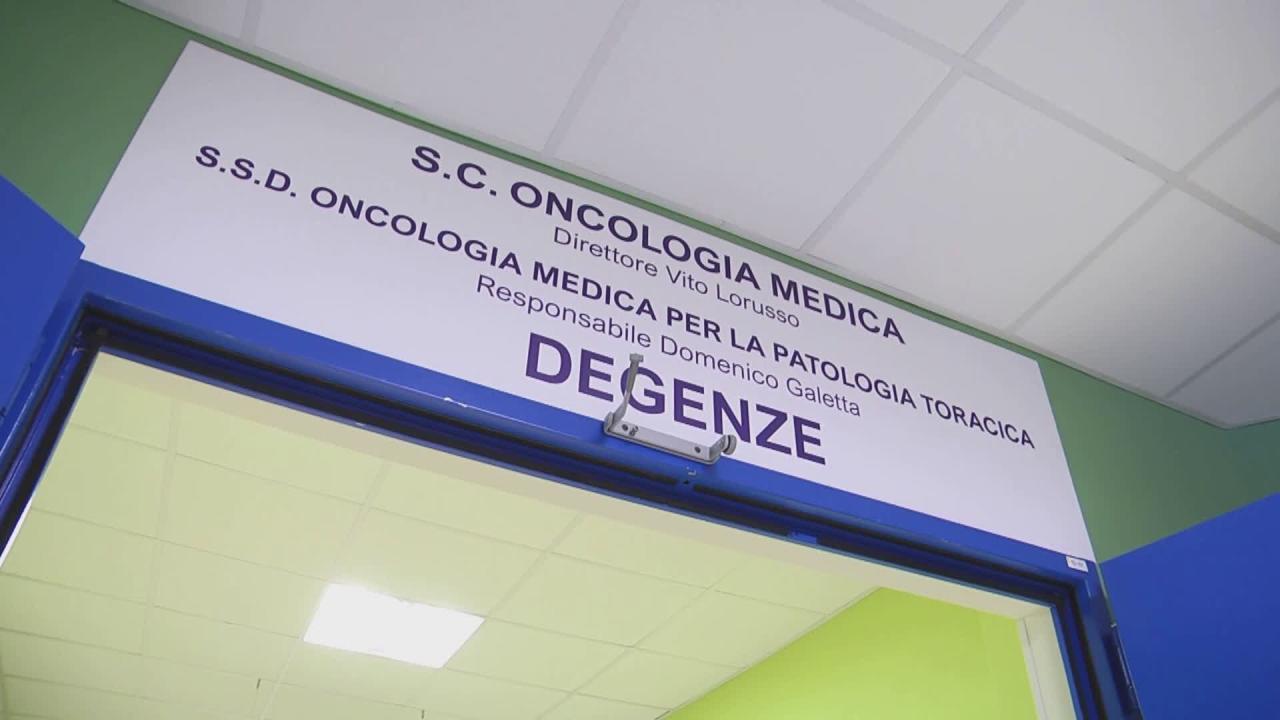 S.C. ONCOLOGIA MEDICA
Direttore Vito Lorusso
S.S.D. ONCOLOGIA MEDICA PER LA PATOLOGIA TORACICA
Responsabile Domenico Galetta
DEGENZE